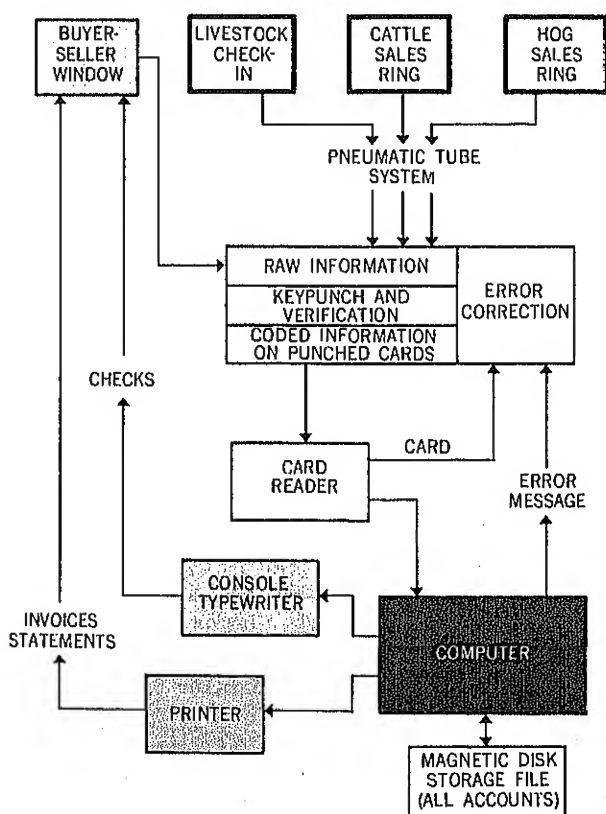 BUYER-
SELLER
WINDOW
LIVESTOCK
CHECK-
IN
CATTLE
SALES
RING
HOG
SALES
RING
PNEUMATIC TUBE
SYSTEM
RAW INFORMATION
KEYPUNCH AND
VERIFICATION
CODED INFORMATION
ON PUNCHED CARDS
ERROR
CORRECTION
CHECKS
CARD
READER
CARD
ERROR
MESSAGE
CONSOLE
TYPEWRITER
INVOICES
STATEMENTS
COMPUTER
PRINTER
MAGNETIC DISK
STORAGE FILE
(ALL ACCOUNTS)